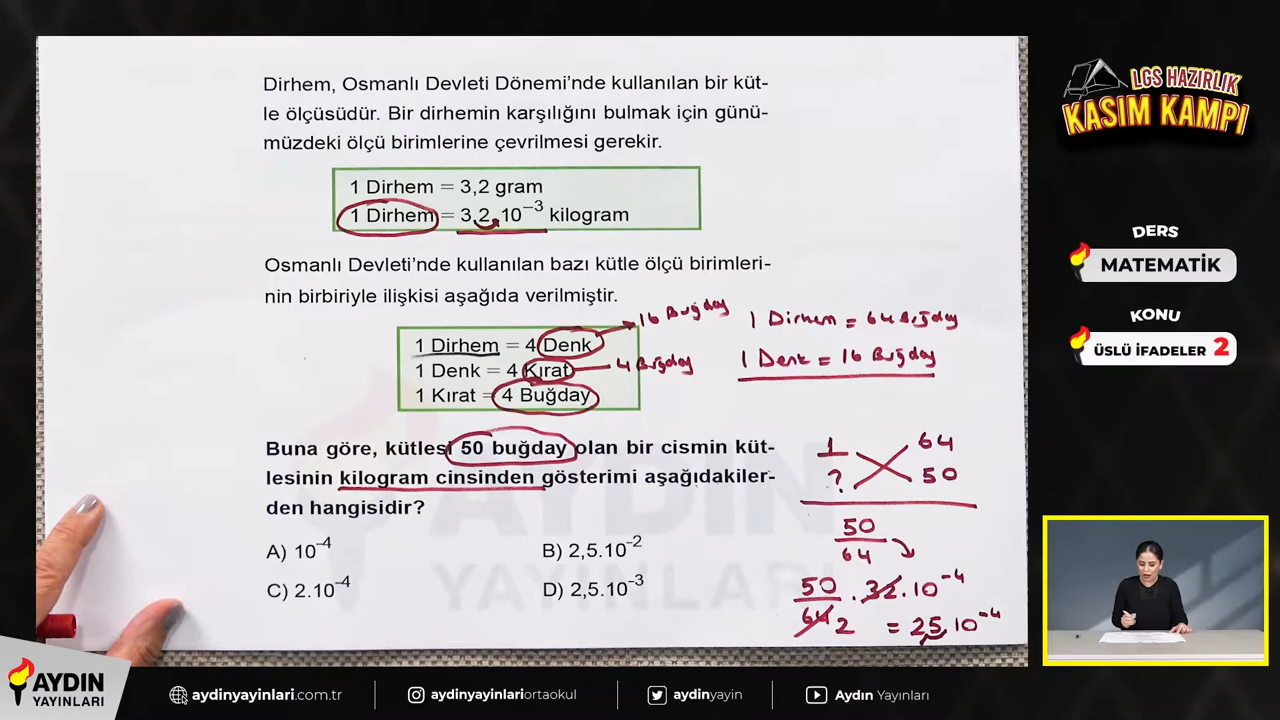 Dirhem, Osmanlı Devleti Dönemi'nde kullanılan bir küt-
le ölçüsüdür. Bir dirhemin karşılığını bulmak için günü-
müzdeki ölçü birimlerine çevrilmesi gerekir.
1 Dirhem = 3,2 gram
1 Dirhem = 3,2.10⁻³ kilogram
Osmanlı Devleti'nde kullanılan bazı kütle ölçü birimleri-
nin birbiriyle ilişkisi aşağıda verilmiştir.
1 Dirhem = 4 Denk
1 Denk = 4 Kırat
1 Kırat = 4 Buğday
16 Buğday
4 Buğday
1 Dirhem = 64 Buğday
1 Denk = 16 Buğday
Buna göre, kütlesi 50 buğday olan bir cismin küt-
lesinin kilogram cinsinden gösterimi aşağıdakiler-
den hangisidir?
A) 10⁻⁴
B) 2,5.10⁻²
C) 2.10⁻⁴
D) 2,5.10⁻³
1 64
? 50
50
64
50 . 32 . 10⁻⁴
64 2 = 25.10⁻⁴
AYDIN
YAYINLARI
LGS HAZIRLIK
KASIM KAMPI
DERS
MATEMATİK
KONU
ÜSLÜ İFADELER 2
AYDIN
YAYINLARI
aydinyayinlari.com.tr
aydinyayinlariortaokul
aydinyayin
Aydın Yayınları